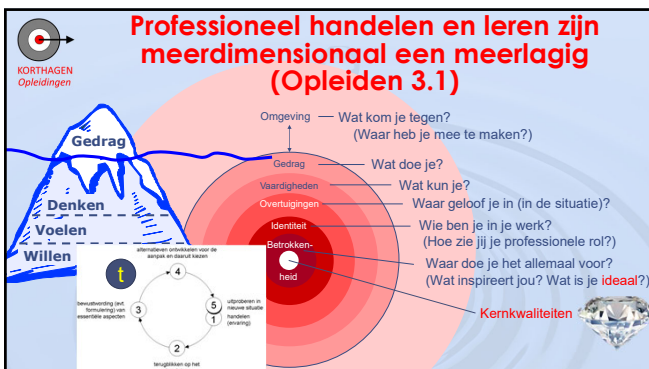 Professioneel handelen en leren zijn
meerdimensionaal een meerlagig
(Opleiden 3.1)
KORTHAGEN
Opleidingen
Gedrag
Denken
Voelen
Willen
Omgeving
Wat kom je tegen?
(Waar heb je mee te maken?)
Gedrag
Wat doe je?
Vaardigheden
Wat kun je?
Overtuigingen
Waar geloof je in (in de situatie)?
Identiteit
Wie ben je in je werk?
(Hoe zie jij je professionele rol?)
Betrokken-
heid
Waar doe je het allemaal voor?
(Wat inspireert jou? Wat is je ideaal?)
Kernkwaliteiten
t
alternatieven ontwikkelen voor de
aanpak en daaruit kiezen
4
bewustwording (evt.
formulering) van
essentiële aspecten
3
5
uitproberen in
nieuwe situatie
1
handelen
(ervaring)
2
terugblikken op het